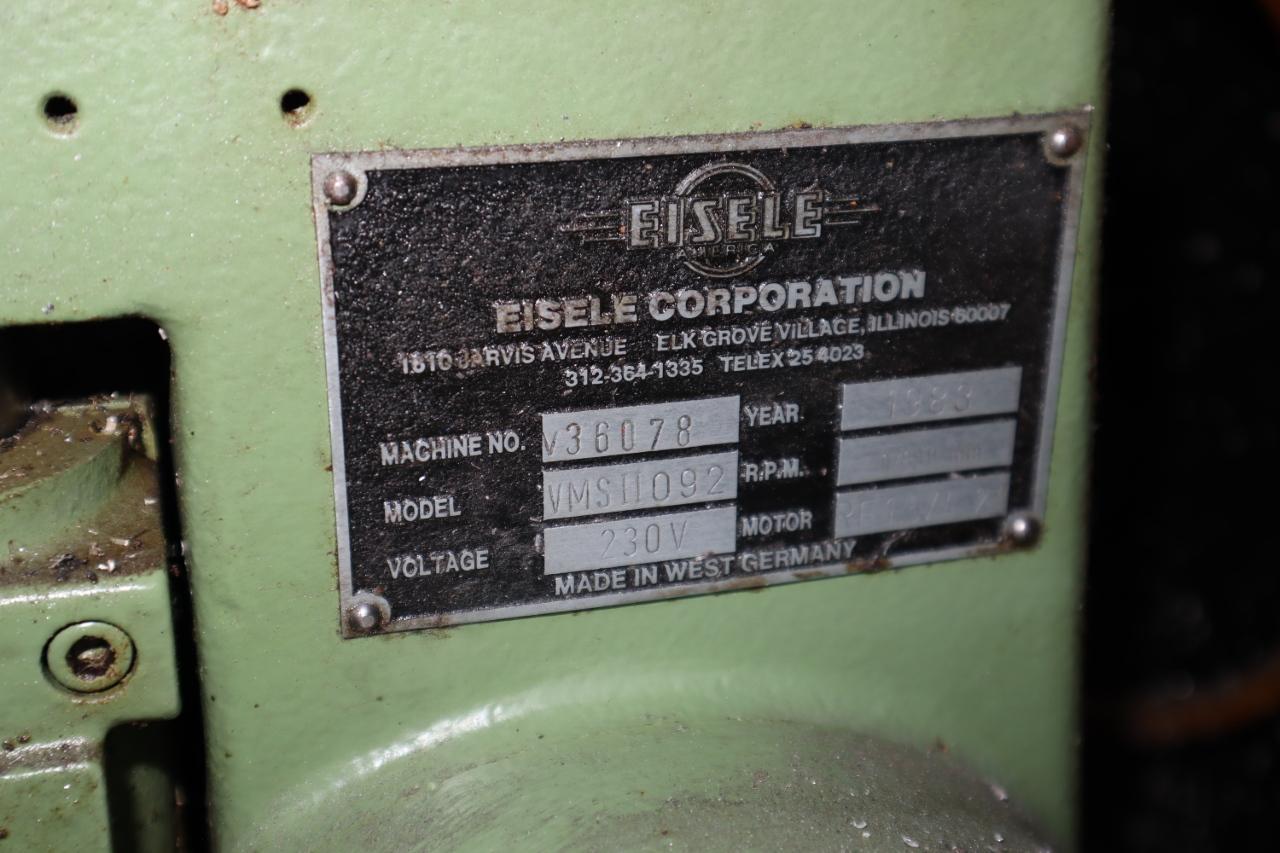 EISELE
AMERICA
EISELE CORPORATION
1810 JARVIS AVENUE ELK GROVE VILLAGE, ILLINOIS 60007
312-364-1335 TELEX 25 4023
MACHINE NO. V36078 YEAR. 1983
MODEL VMSII092 R.P.M.
VOLTAGE 230V MOTOR
MADE IN WEST GERMANY